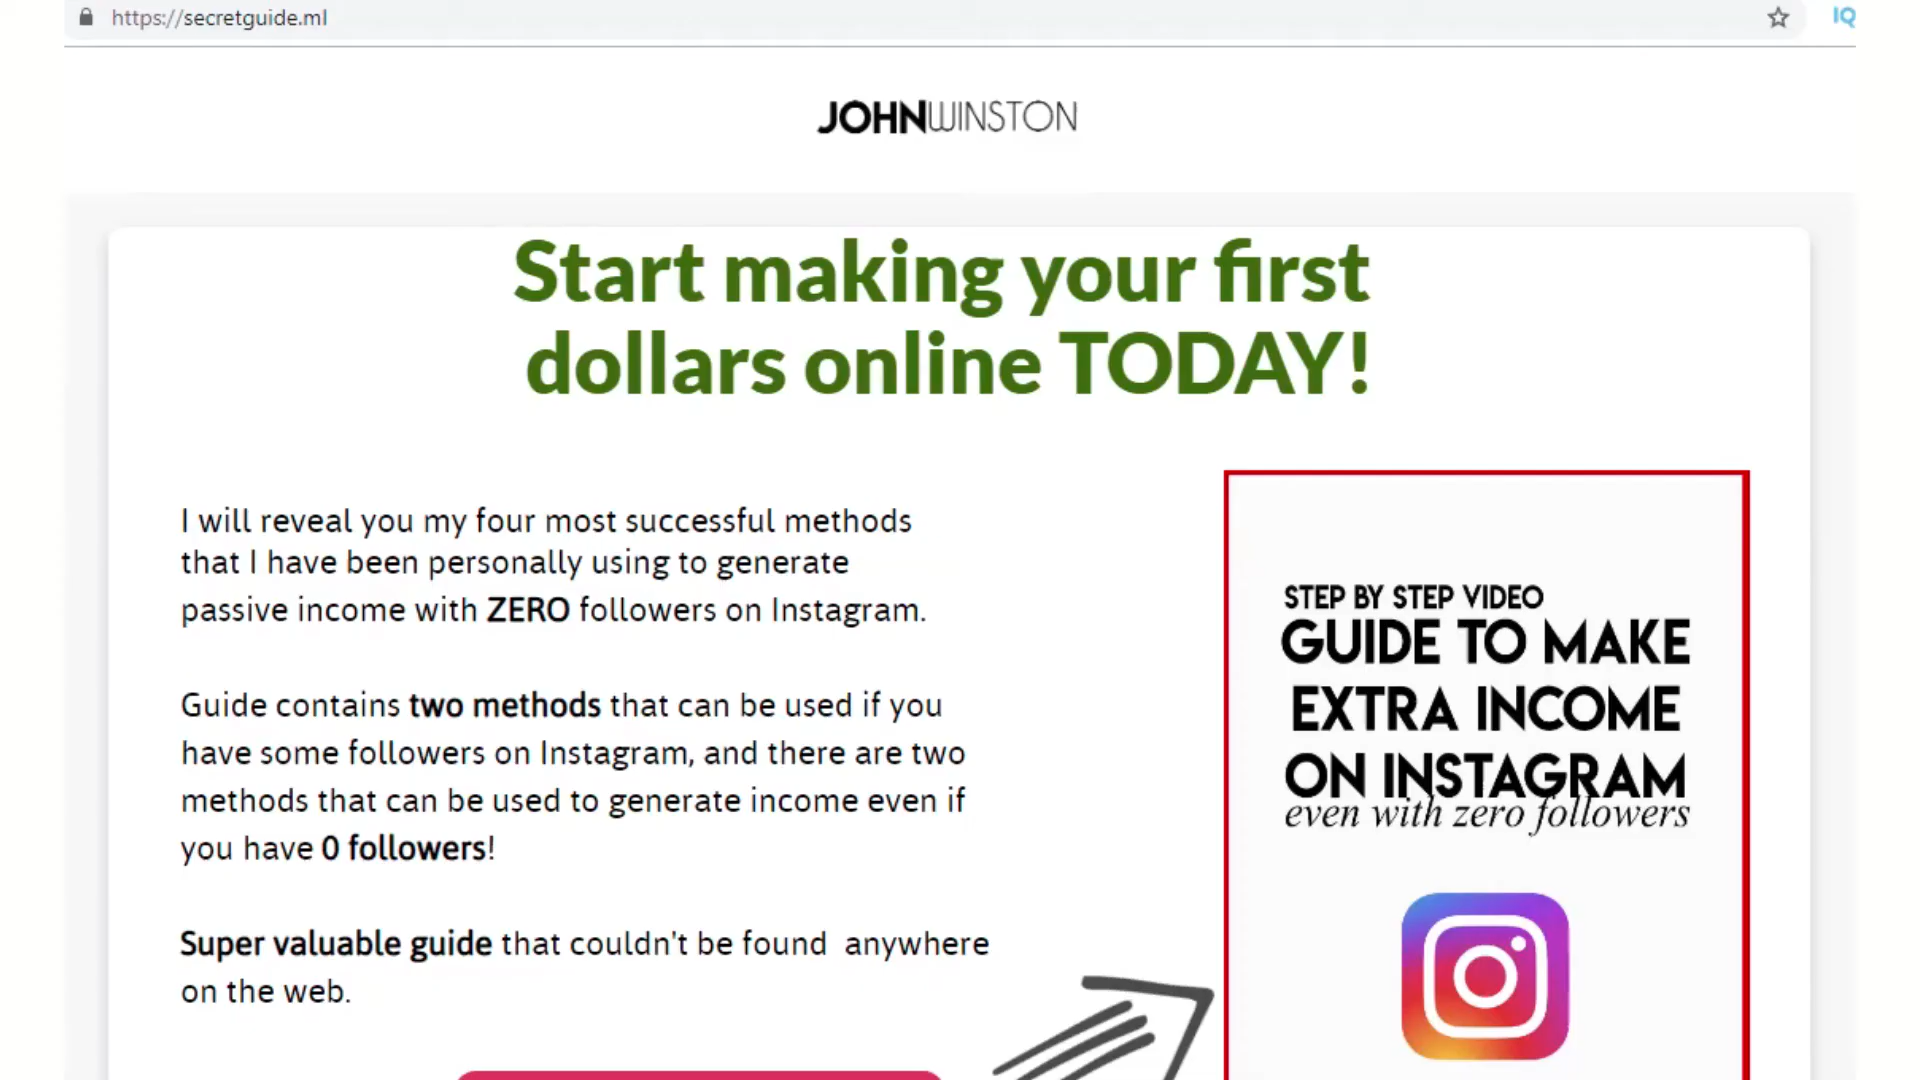 https://secretguide.ml
IQ
JOHNWINSTON
Start making your first
dollars online TODAY!
I will reveal you my four most successful methods
that I have been personally using to generate
passive income with ZERO followers on Instagram.
Guide contains two methods that can be used if you
have some followers on Instagram, and there are two
methods that can be used to generate income even if
you have 0 followers!
Super valuable guide that couldn't be found  anywhere
on the web.
STEP BY STEP VIDEO
GUIDE TO MAKE
EXTRA INCOME
ON INSTAGRAM
even with zero followers